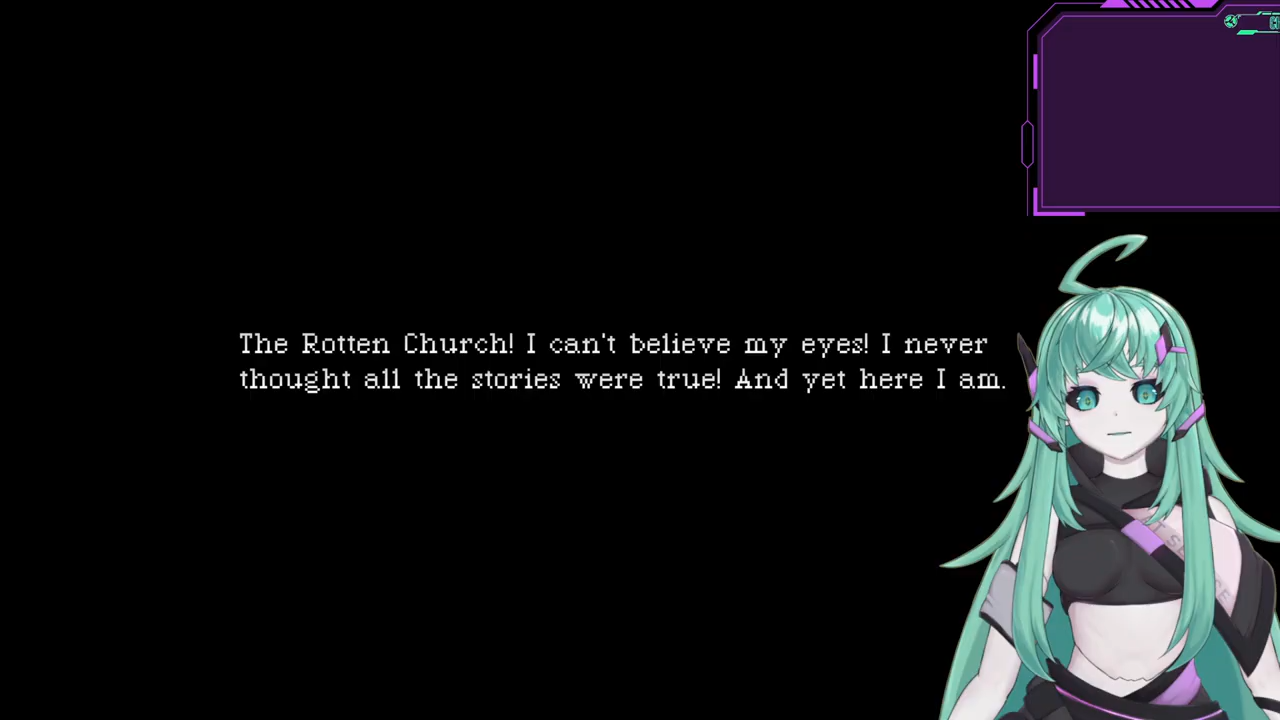 The Rotten Church! I can't believe my eyes! I never
thought all the stories were true! And yet here I am.